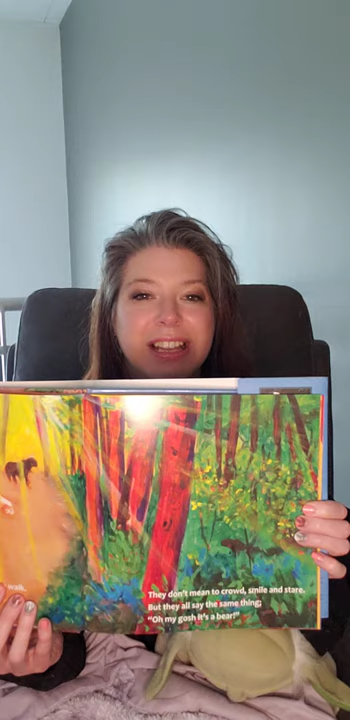 walk,
They don't mean to crowd, smile and stare.
But they all say the same thing;
"Oh my gosh it's a bear!"